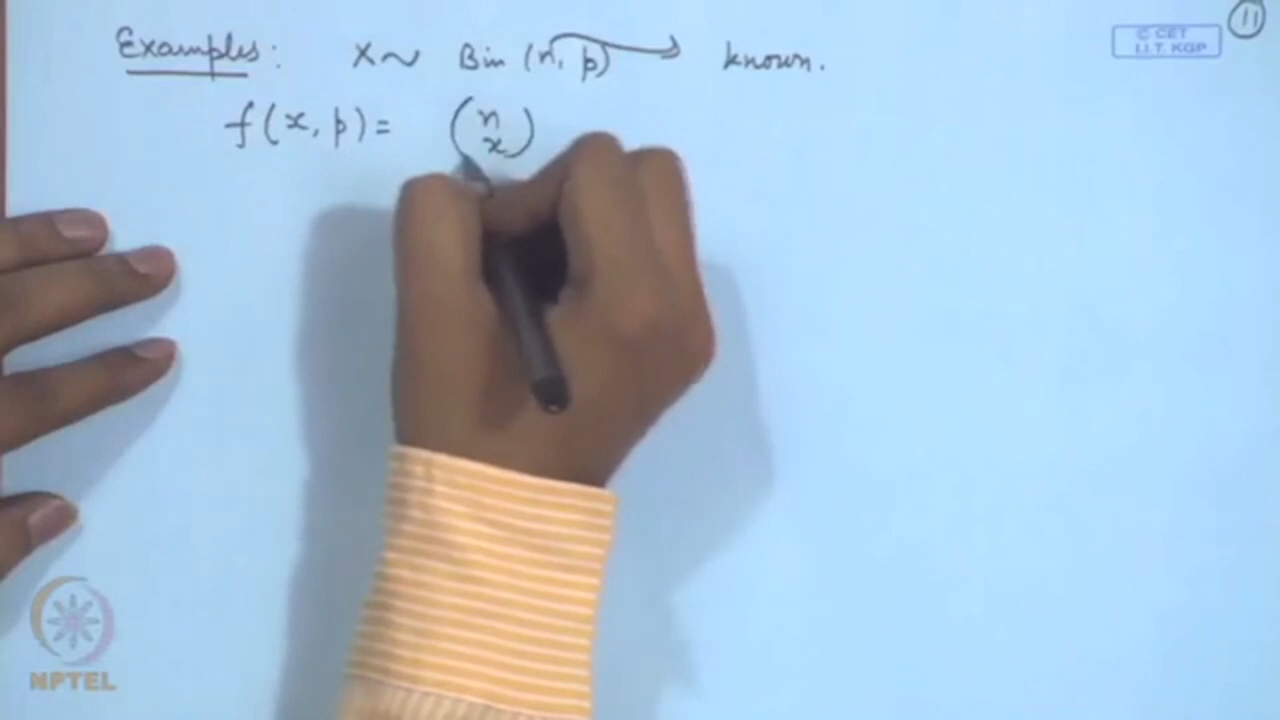 Examples: X ~ Bin (n, p) → known.
f(x, p) = (n x)
© CET
I.I.T. KGP
11
NPTEL